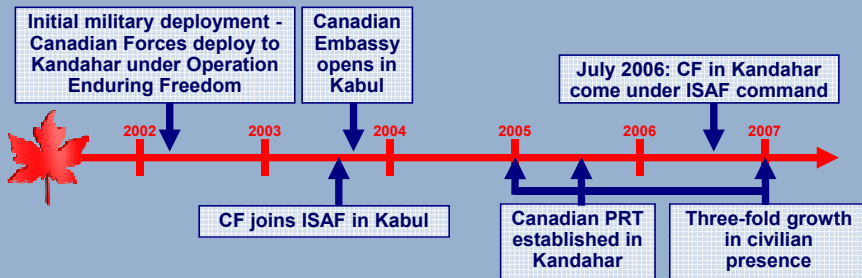 Initial military deployment -
Canadian Forces deploy to
Kandahar under Operation
Enduring Freedom
Canadian
Embassy
opens in
Kabul
July 2006: CF in Kandahar
come under ISAF command
2002
2003
2004
2005
2006
2007
CF joins ISAF in Kabul
Canadian PRT
established in
Kandahar
Three-fold growth
in civilian
presence